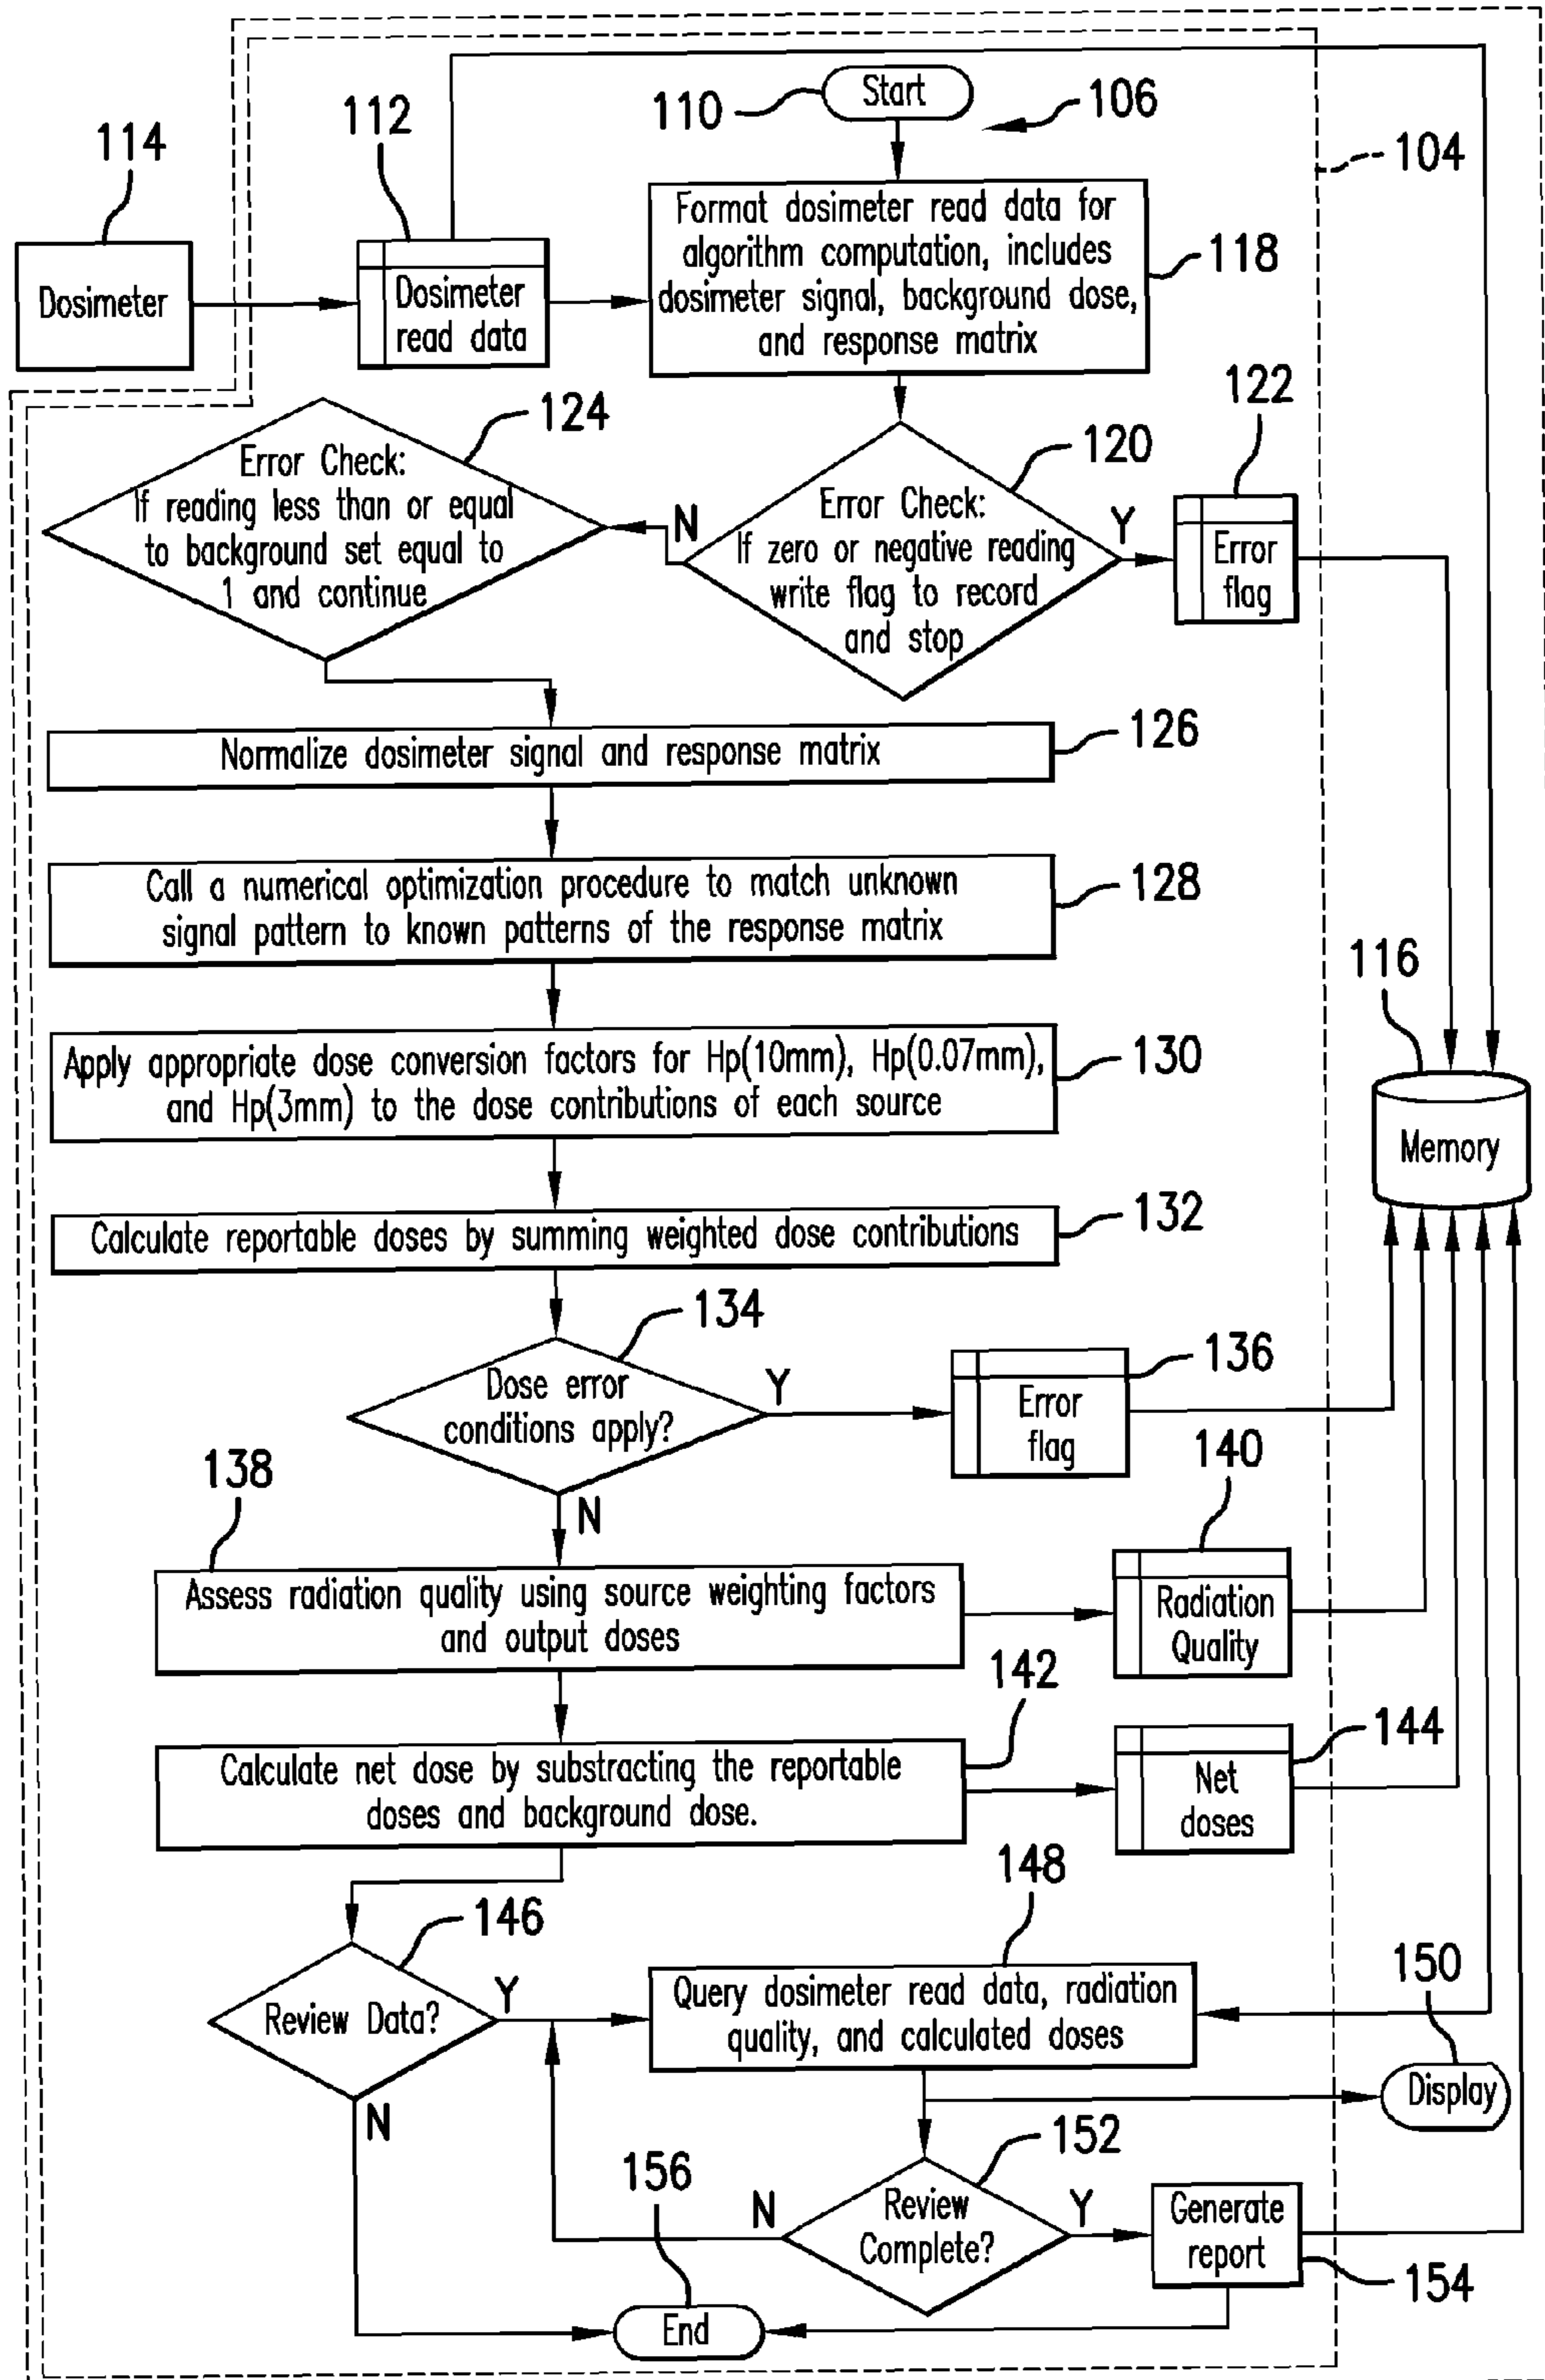 110
Start
106
112
114
104
Dosimeter
Dosimeter
read data
Format dosimeter read data for
algorithm computation, includes
dosimeter signal, background dose,
and response matrix
118
122
124
Error Check:
If reading less than or equal
to background set equal to
1 and continue
N
120
Error Check:
If zero or negative reading
write flag to record
and stop
Y
Error
flag
Normalize dosimeter signal and response matrix
126
Call a numerical optimization procedure to match unknown
signal pattern to known patterns of the response matrix
128
116
Memory
Apply appropriate dose conversion factors for Hp(10mm), Hp(0.07mm),
and Hp(3mm) to the dose contributions of each source
130
Calculate reportable doses by summing weighted dose contributions
132
134
Dose error
conditions apply?
Y
Error
flag
136
N
138
Assess radiation quality using source weighting factors
and output doses
140
Radiation
Quality
142
Calculate net dose by substracting the reportable
doses and background dose.
Net
doses
144
146
Review Data?
Y
N
148
Query dosimeter read data, radiation
quality, and calculated doses
150
Display
152
Review
Complete?
N
Y
Generate
report
154
156
End